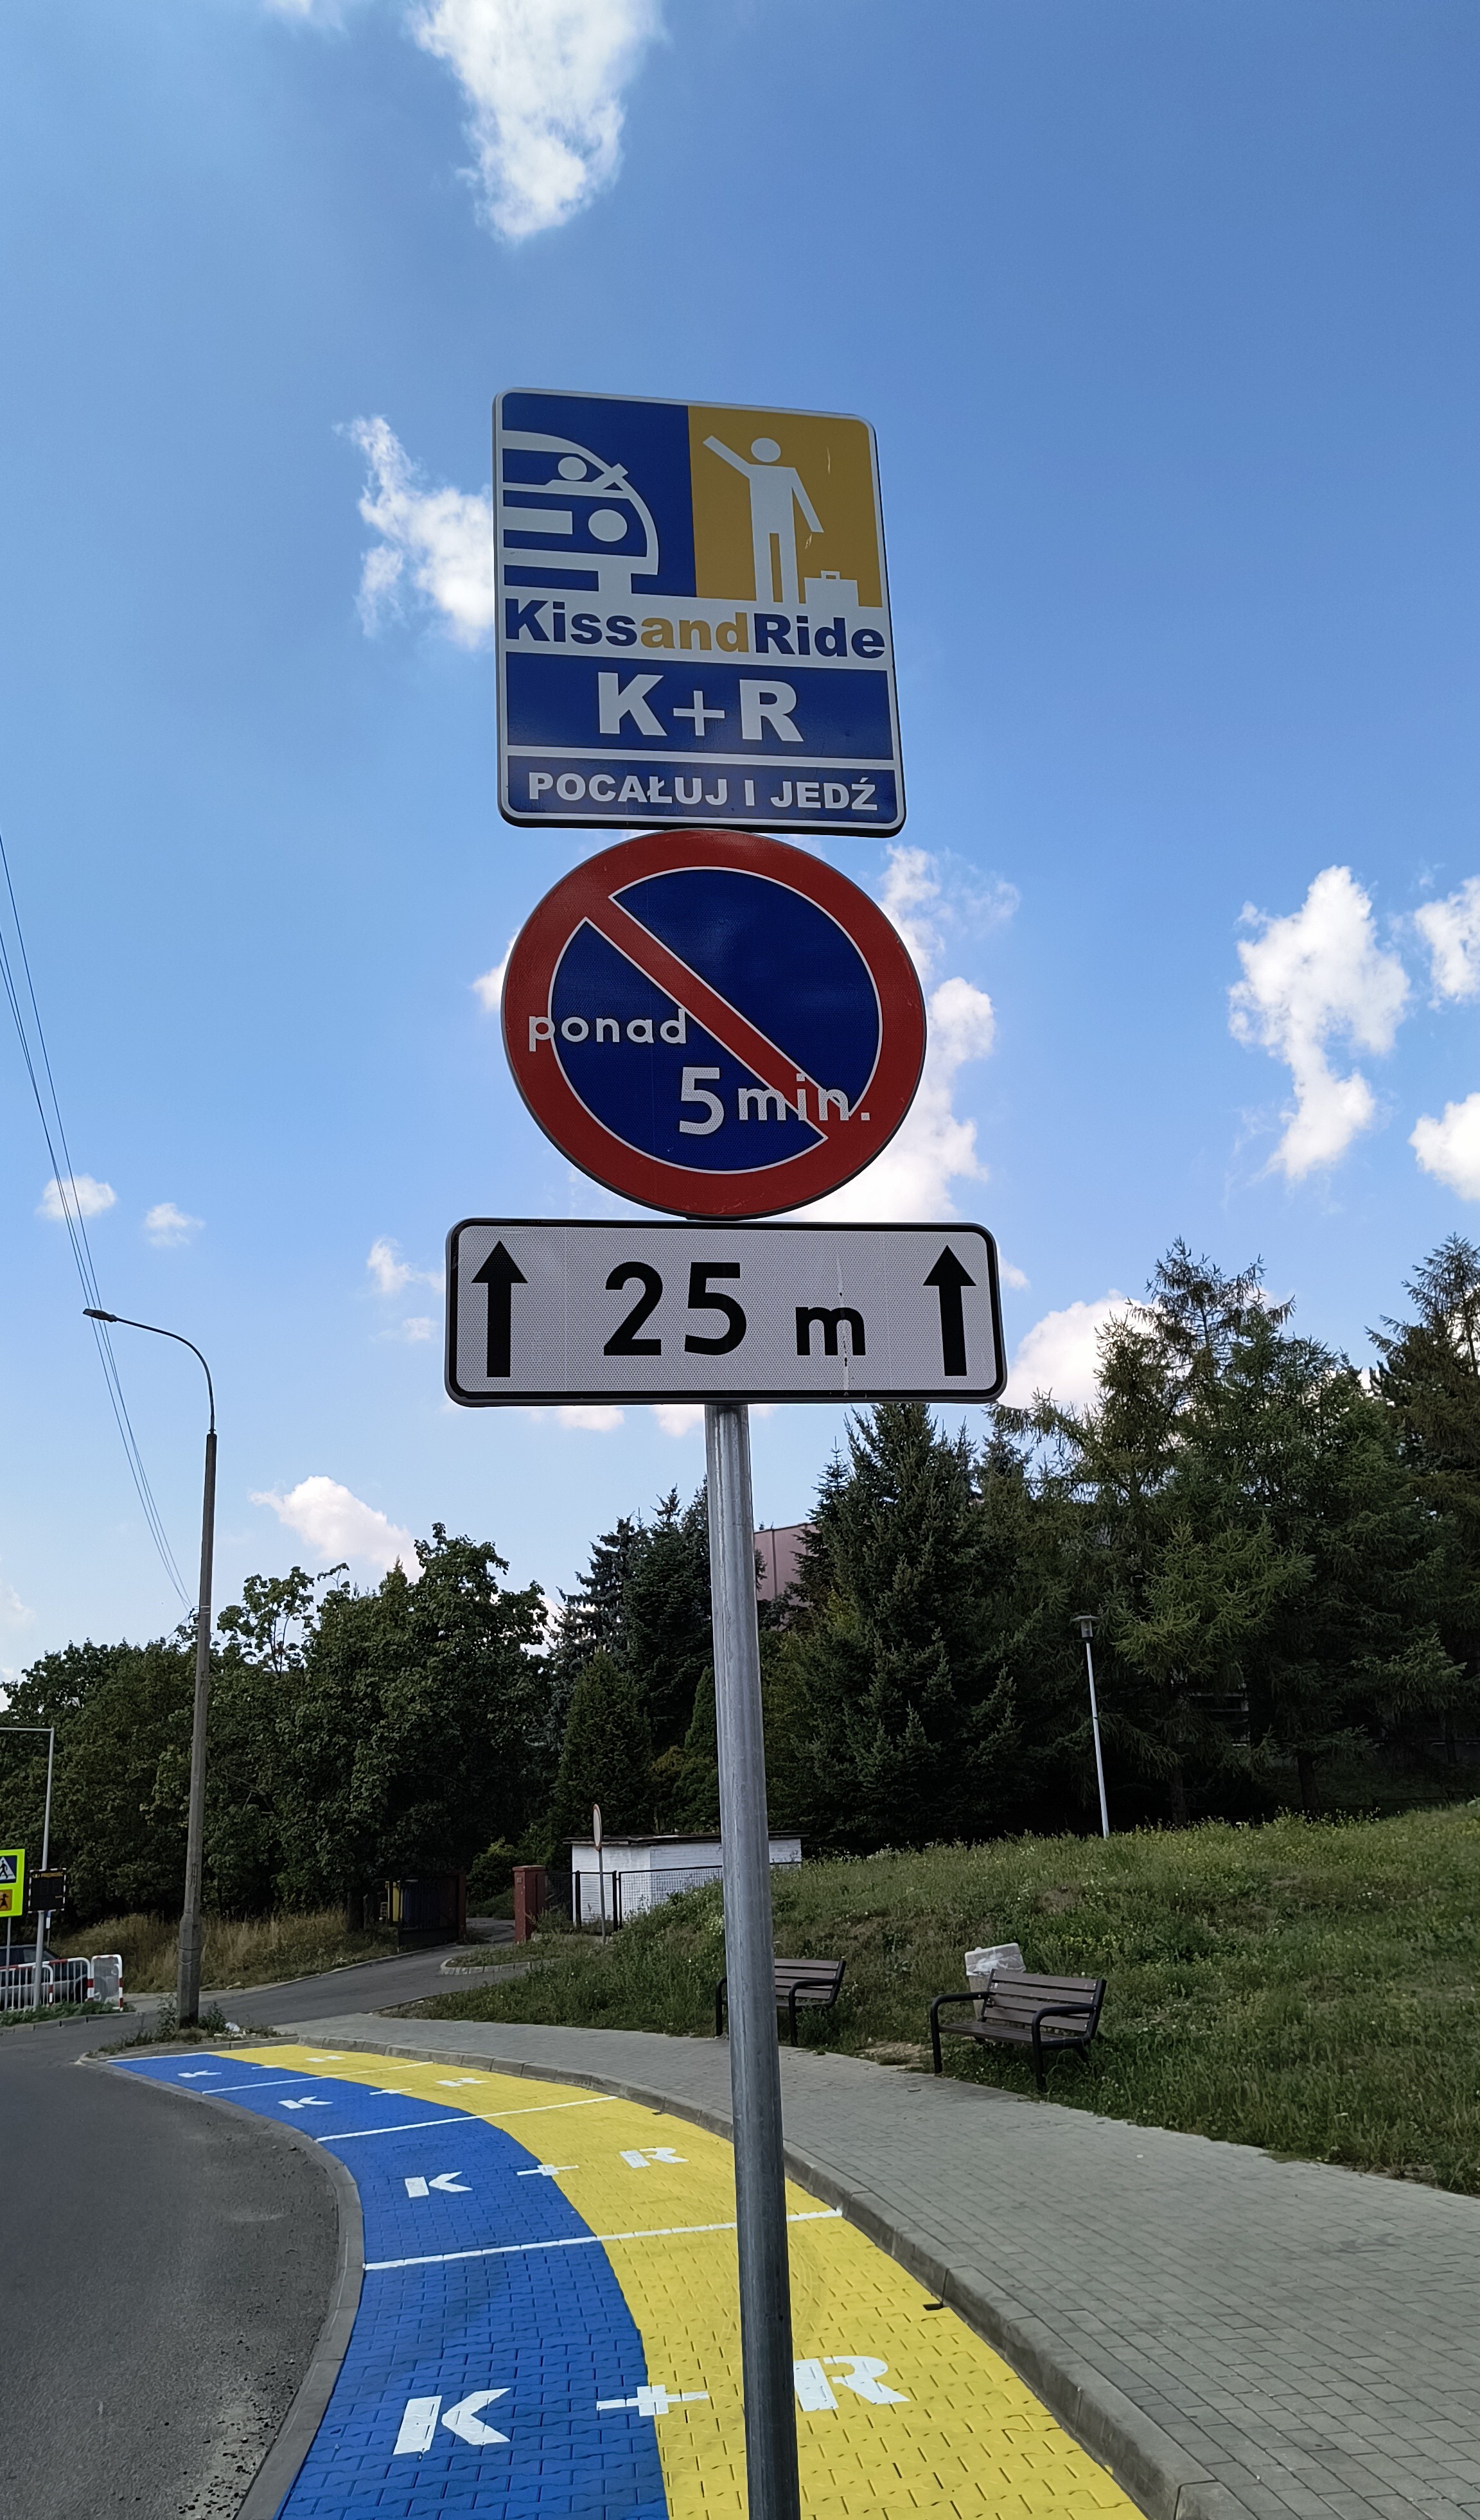 KissandRide
K+R
POCAŁUJ I JEDŹ
ponad
5 min.
25 m
K + R
K + R
K + R
K + R